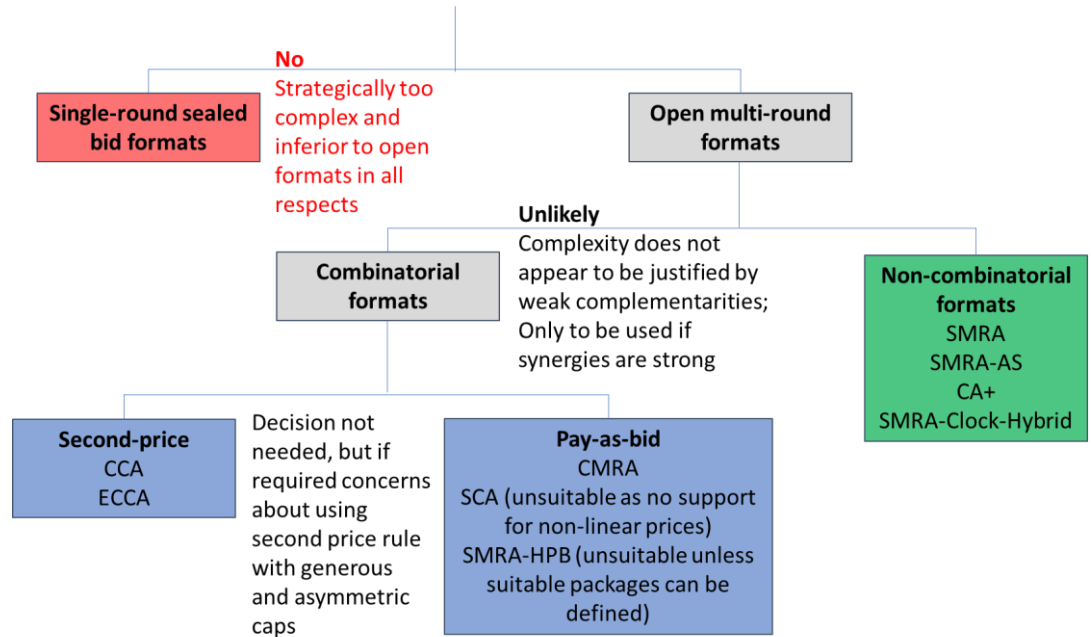 No
Strategically too
complex and
inferior to open
formats in all
respects
Single-round sealed
bid formats
Open multi-round
formats
Unlikely
Complexity does not
appear to be justified by
weak complementarities;
Only to be used if
synergies are strong
Combinatorial
formats
Non-combinatorial
formats
SMRA
SMRA-AS
CA+
SMRA-Clock-Hybrid
Second-price
CCA
ECCA
Decision not
needed, but if
required concerns
about using
second price rule
with generous
and asymmetric
caps
Pay-as-bid
CMRA
SCA (unsuitable as no support
for non-linear prices)
SMRA-HPB (unsuitable unless
suitable packages can be
defined)